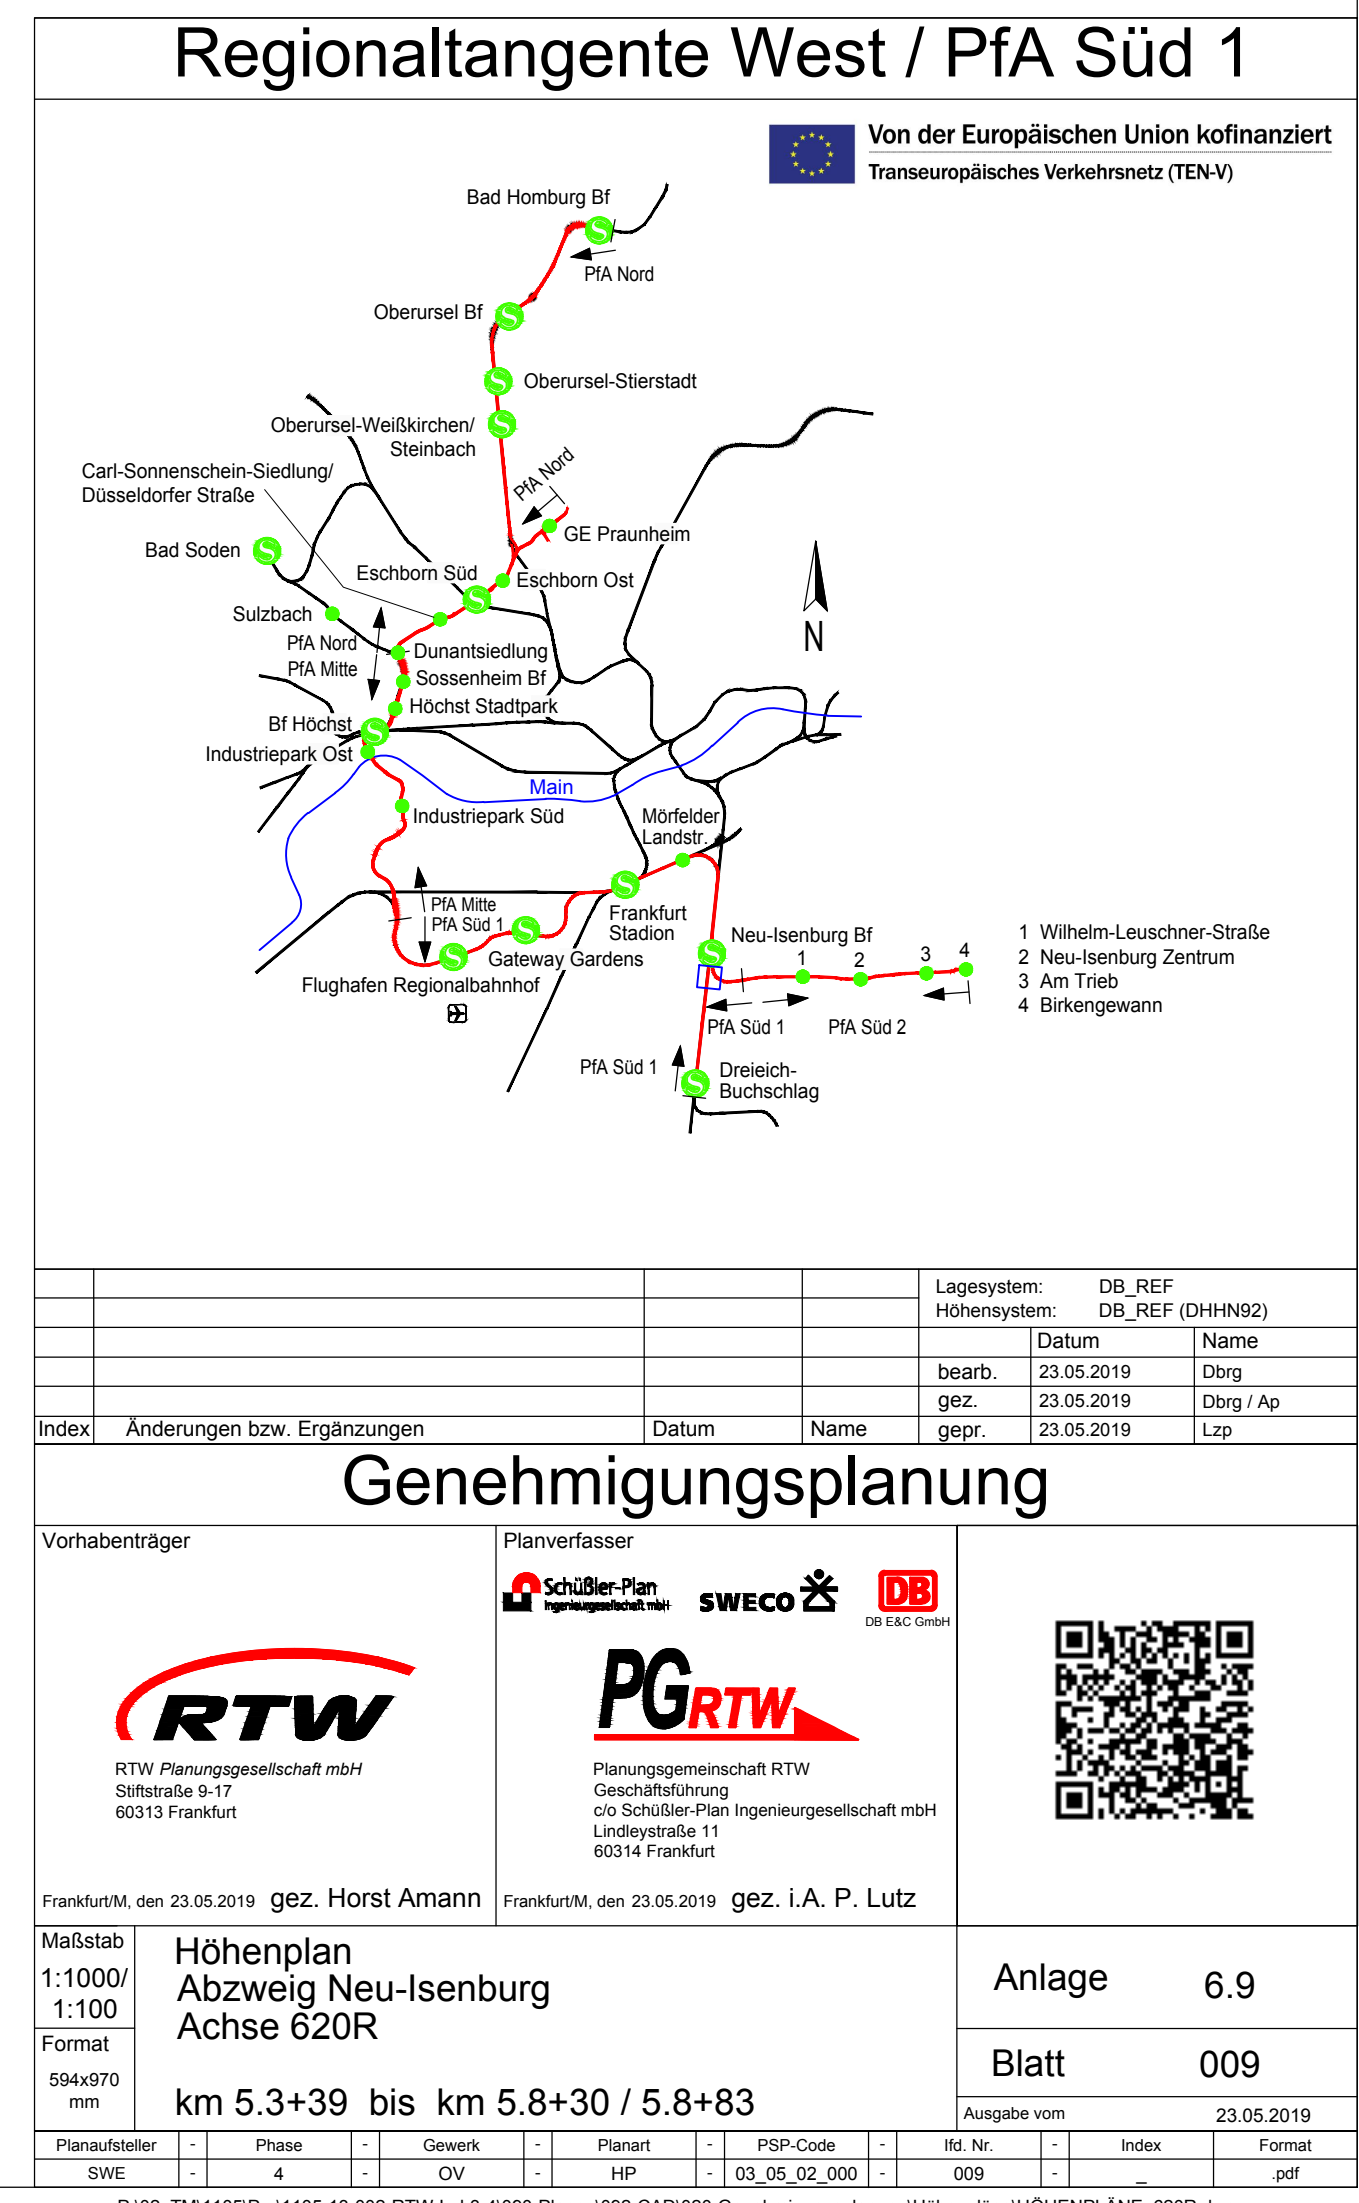 Regionaltangente West / PfA Süd 1
Von der Europäischen Union kofinanziert
Transeuropäisches Verkehrsnetz (TEN-V)
Bad Homburg Bf
PfA Nord
Oberursel Bf
Oberursel-Stierstadt
Oberursel-Weißkirchen/
Steinbach
Carl-Sonnenschein-Siedlung/
Düsseldorfer Straße
PfA Nord
GE Praunheim
Bad Soden
Eschborn Süd
Eschborn Ost
Sulzbach
PfA Nord
PfA Mitte
Dunantsiedlung
Sossenheim Bf
Höchst Stadtpark
Bf Höchst
Industriepark Ost
N
Main
Industriepark Süd
Mörfelder
Landstr.
PfA Mitte
PfA Süd 1
Frankfurt
Stadion
Gateway Gardens
Flughafen Regionalbahnhof
Neu-Isenburg Bf
1 2 3 4
1 Wilhelm-Leuschner-Straße
2 Neu-Isenburg Zentrum
3 Am Trieb
4 Birkengewann
PfA Süd 1 PfA Süd 2
PfA Süd 1
Dreieich-
Buchschlag
Lagesystem: DB_REF
Höhensystem: DB_REF (DHHN92)
Datum Name
bearb. 23.05.2019 Dbrg
gez. 23.05.2019 Dbrg / Ap
Index Änderungen bzw. Ergänzungen Datum Name gepr. 23.05.2019 Lzp
Genehmigungsplanung
Vorhabenträger
RTW
RTW Planungsgesellschaft mbH
Stiftstraße 9-17
60313 Frankfurt
Frankfurt/M, den 23.05.2019 gez. Horst Amann
Planverfasser
Schüßler-Plan
Ingenieurgesellschaft mbH
SWECO
DB
DB E&C GmbH
PG RTW
Planungsgemeinschaft RTW
Geschäftsführung
c/o Schüßler-Plan Ingenieurgesellschaft mbH
Lindleystraße 11
60314 Frankfurt
Frankfurt/M, den 23.05.2019 gez. i.A. P. Lutz
Maßstab
1:1000/
1:100
Format
594x970
mm
Höhenplan
Abzweig Neu-Isenburg
Achse 620R
km 5.3+39 bis km 5.8+30 / 5.8+83
Anlage 6.9
Blatt 009
Ausgabe vom 23.05.2019
Planaufsteller - Phase - Gewerk - Planart - PSP-Code - lfd. Nr. - Index Format
SWE - 4 - OV - HP - 03_05_02_000 - 009 - _ .pdf